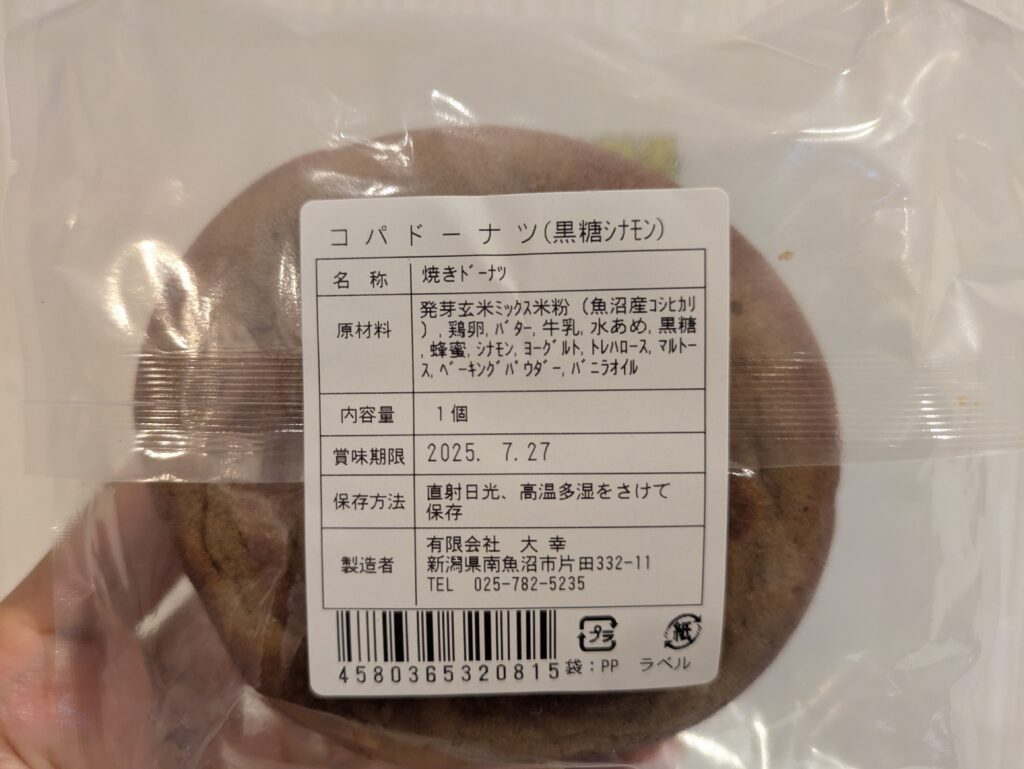 コパドーナツ(黒糖ｼﾅﾓﾝ)
名称 焼きﾄﾞｰﾅﾂ
原材料 発芽玄米ﾐｯｸｽ米粉（魚沼産ｺｼﾋｶﾘ
）, 鶏卵, ﾊﾞﾀｰ, 牛乳, 水あめ, 黒糖
, 蜂蜜, ｼﾅﾓﾝ, ﾖｰｸﾞﾙﾄ, ﾄﾚﾊﾛｰｽ, ﾏﾙﾄｰ
ｽ, ﾍﾞｰｷﾝｸﾞﾊﾟｳﾀﾞｰ, ﾊﾞﾆﾗｵｲﾙ
内容量 1個
賞味期限 2025. 7.27
保存方法 直射日光、高温多湿をさけて
保存
製造者 有限会社 大幸
新潟県南魚沼市片田332-11
TEL 025-782-5235
プラ 紙
4580365320815 袋：PP ラベル